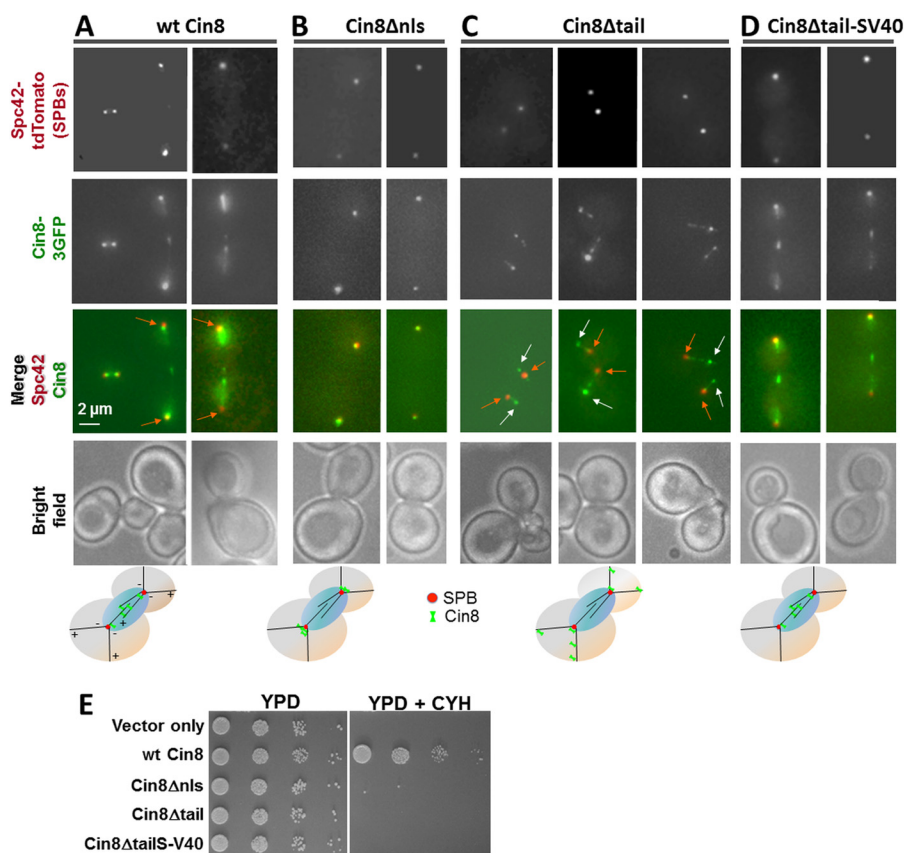 A wt Cin8 B Cin8Δnls C Cin8Δtail D Cin8Δtail-SV40
Spc42-
tdTomato
(SPBs)
Cin8-
3GFP
Merge
Spc42
Cin8
2 µm
Bright
field
- + - + - + - +
SPB
Cin8
E YPD YPD + CYH
Vector only
wt Cin8
Cin8Δnls
Cin8Δtail
Cin8ΔtailS-V40